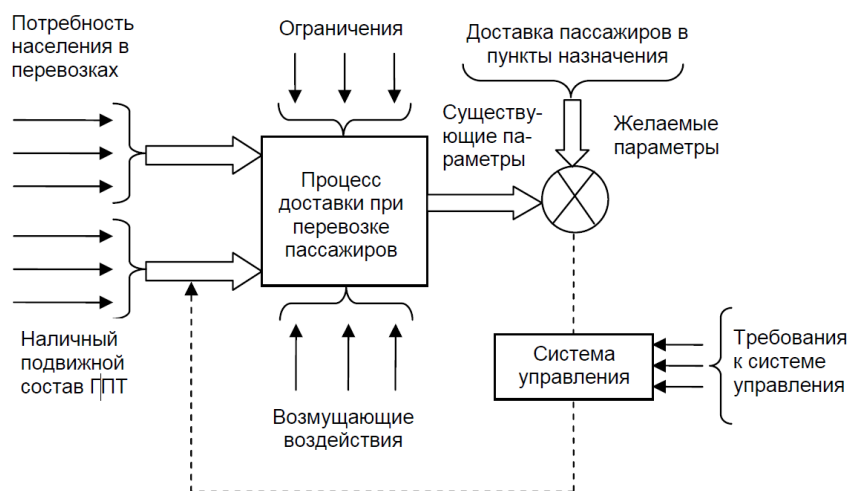 Потребность
населения в
перевозках
Ограничения
Доставка пассажиров в
пункты назначения
Существу-
ющие па-
раметры
Желаемые
параметры
Процесс
доставки при
перевозке
пассажиров
Наличный
подвижной
состав ГПТ
Возмущающие
воздействия
Система
управления
Требования
к системе
управления